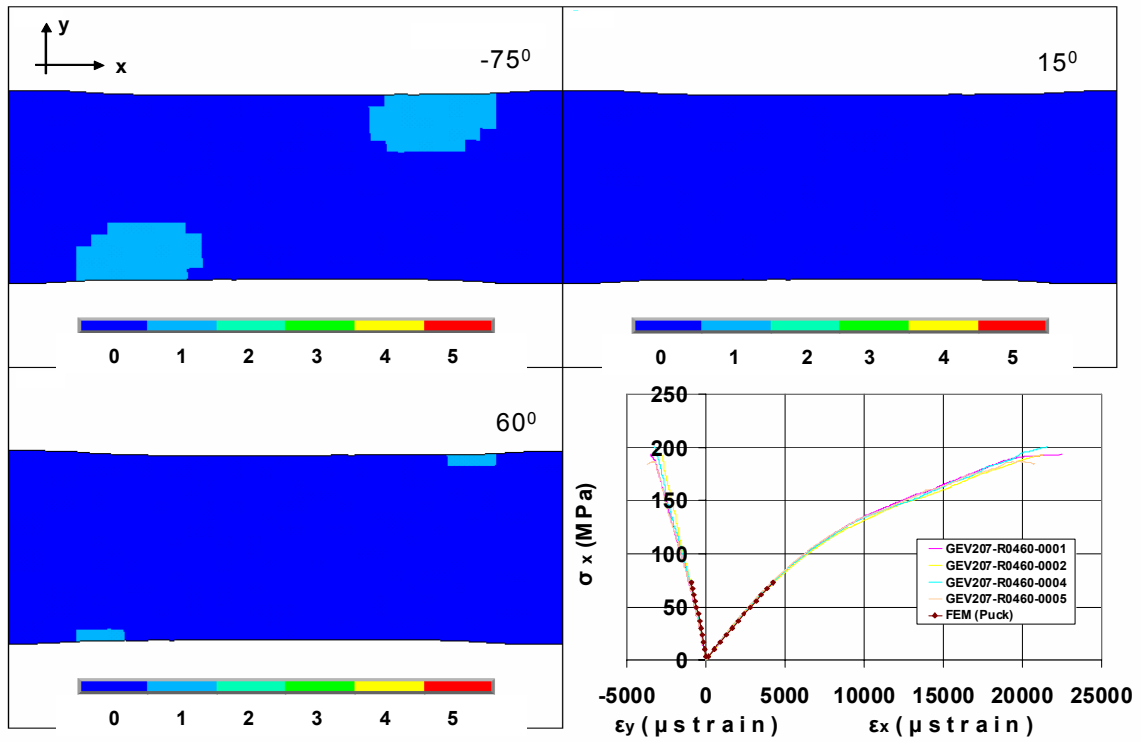 y
x
-75⁰
15⁰
0 1 2 3 4 5
0 1 2 3 4 5
60⁰
0 1 2 3 4 5
250
200
150
100
50
0
σ x (MPa)
GEV207-R0460-0001
GEV207-R0460-0002
GEV207-R0460-0004
GEV207-R0460-0005
FEM (Puck)
-5000 0 5000 10000 15000 20000 25000
εy (µstrain) εx (µstrain)